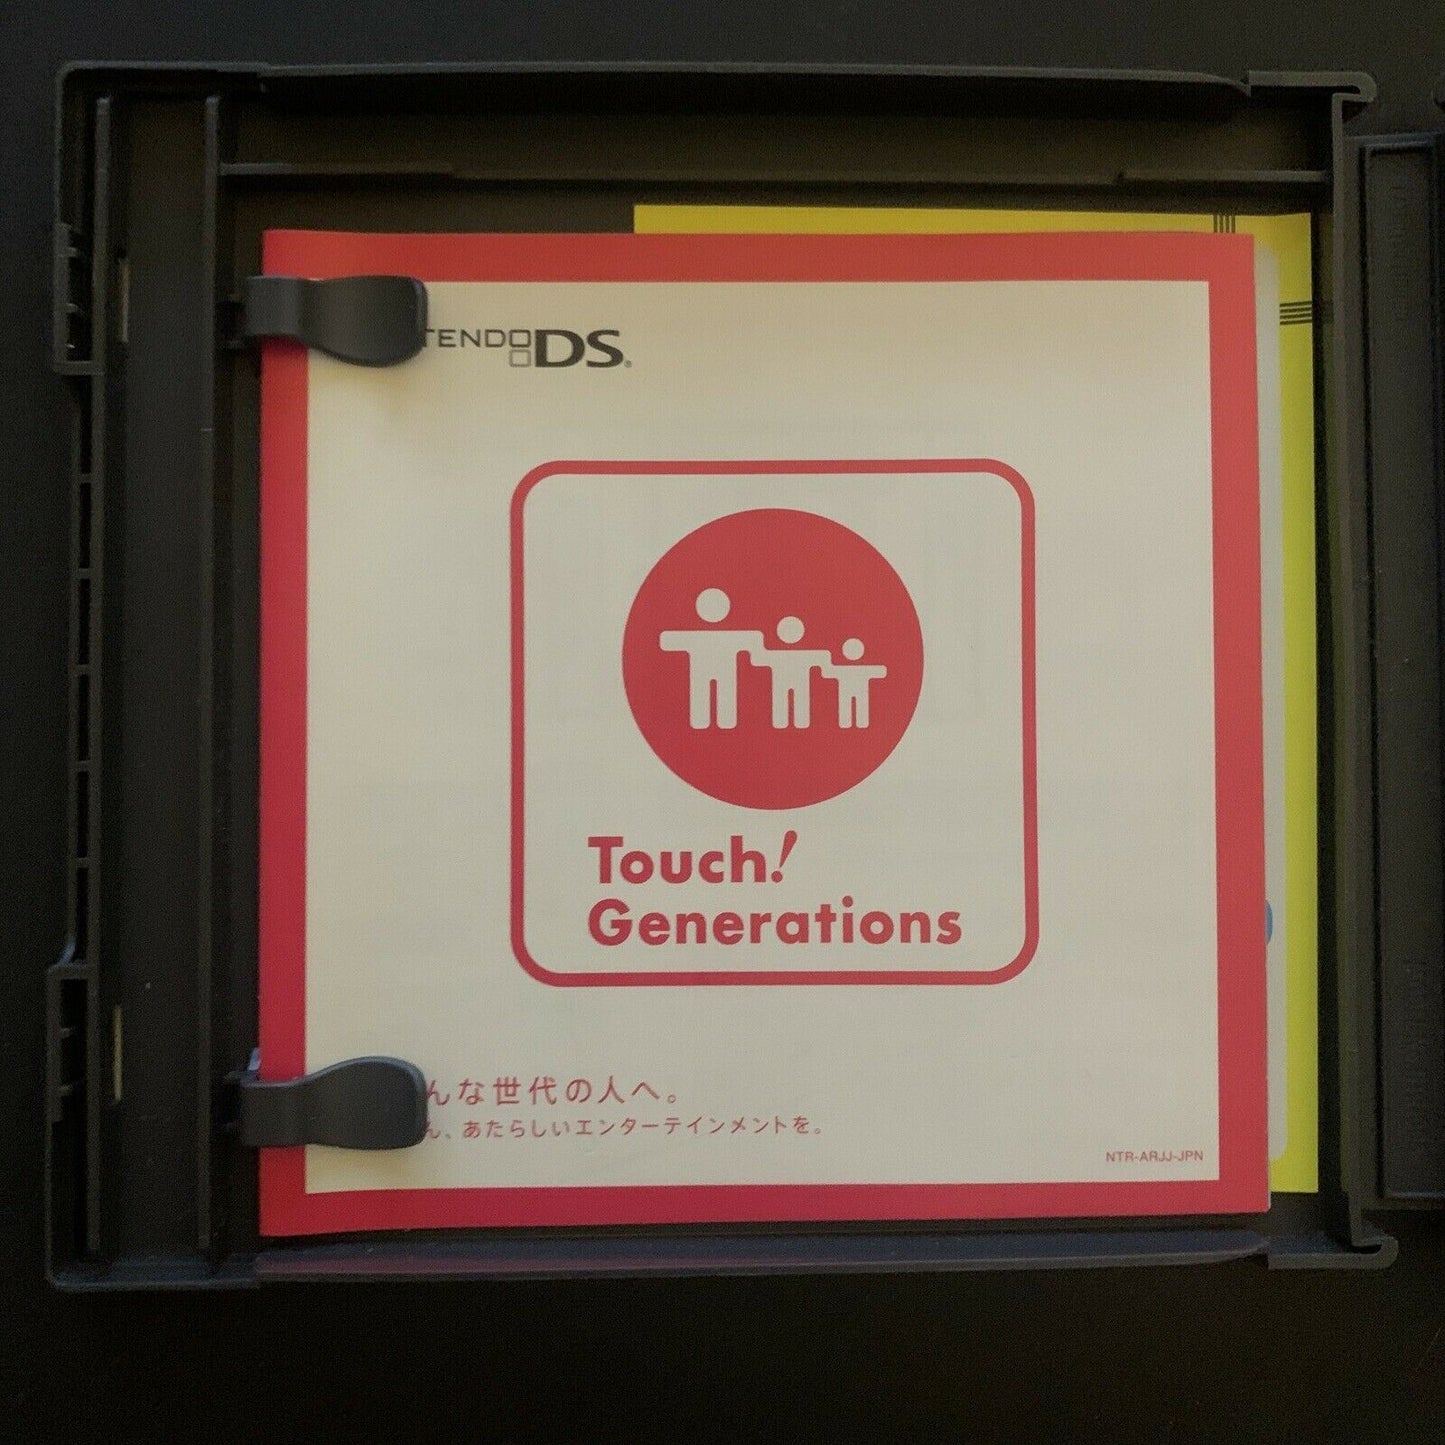 TENDO DS®
Touch!
Generations
んな世代の人へ。
ん、あたらしいエンターテインメントを。
NTR-ARJJ-JPN